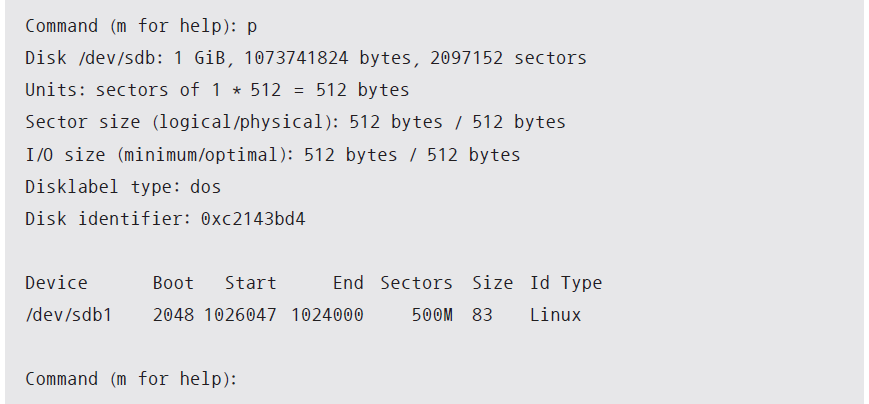 Command (m for help): p
Disk /dev/sdb: 1 GiB, 1073741824 bytes, 2097152 sectors
Units: sectors of 1 * 512 = 512 bytes
Sector size (logical/physical): 512 bytes / 512 bytes
I/O size (minimum/optimal): 512 bytes / 512 bytes
Disklabel type: dos
Disk identifier: 0xc2143bd4
Device Boot Start End Sectors Size Id Type
/dev/sdb1 2048 1026047 1024000 500M 83 Linux
Command (m for help):